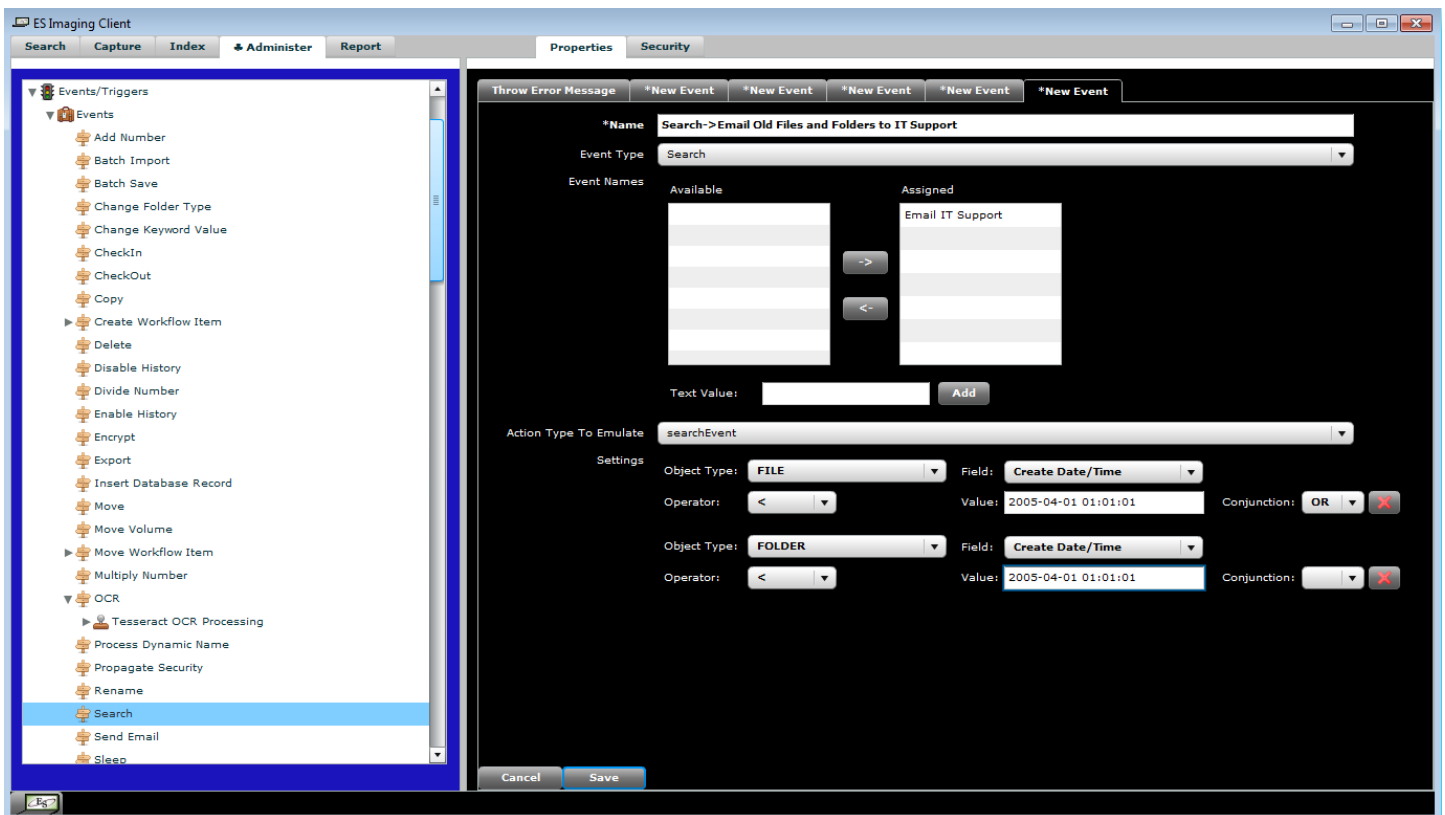 ES Imaging Client
Search Capture Index Administer Report Properties Security
Events/Triggers
Events
Add Number
Batch Import
Batch Save
Change Folder Type
Change Keyword Value
CheckIn
CheckOut
Copy
Create Workflow Item
Delete
Disable History
Divide Number
Enable History
Encrypt
Export
Insert Database Record
Move
Move Volume
Move Workflow Item
Multiply Number
OCR
Tesseract OCR Processing
Process Dynamic Name
Propagate Security
Rename
Search
Send Email
Sleep
Throw Error Message *New Event *New Event *New Event *New Event *New Event
*Name Search->Email Old Files and Folders to IT Support
Event Type Search
Event Names
Available Assigned
Email IT Support
->
<-
Text Value: Add
Action Type To Emulate searchEvent
Settings
Object Type: FILE Field: Create Date/Time
Operator: < Value: 2005-04-01 01:01:01 Conjunction: OR
Object Type: FOLDER Field: Create Date/Time
Operator: < Value: 2005-04-01 01:01:01 Conjunction:
Cancel Save
ES